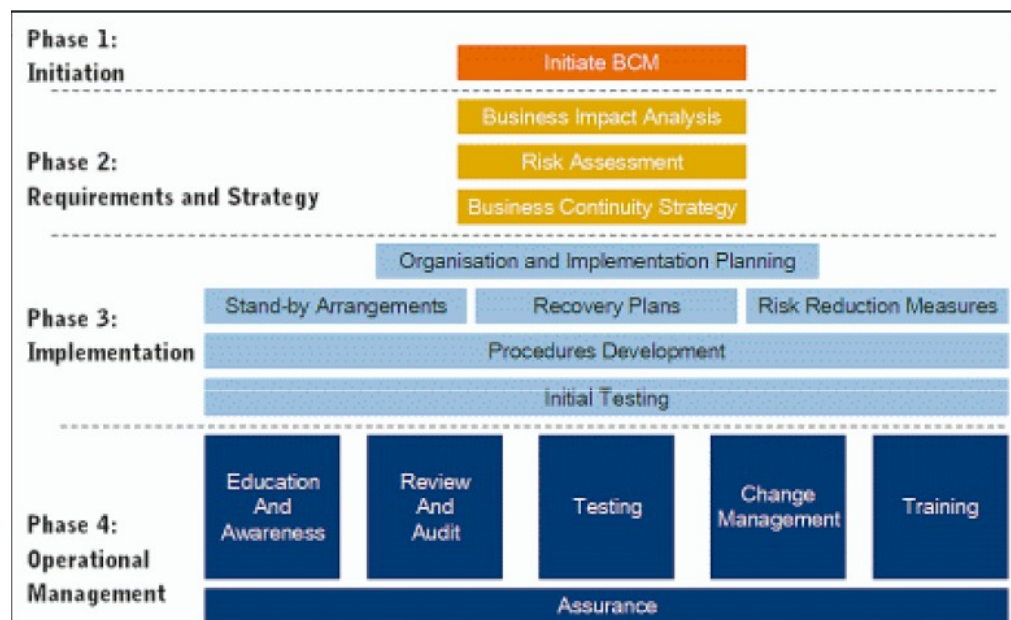 Phase 1:
Initiation
Initiate BCM
Phase 2:
Requirements and Strategy
Business Impact Analysis
Risk Assessment
Business Continuity Strategy
Phase 3:
Implementation
Organisation and Implementation Planning
Stand-by Arrangements
Recovery Plans
Risk Reduction Measures
Procedures Development
Initial Testing
Phase 4:
Operational
Management
Education
And
Awareness
Review
And
Audit
Testing
Change
Management
Training
Assurance